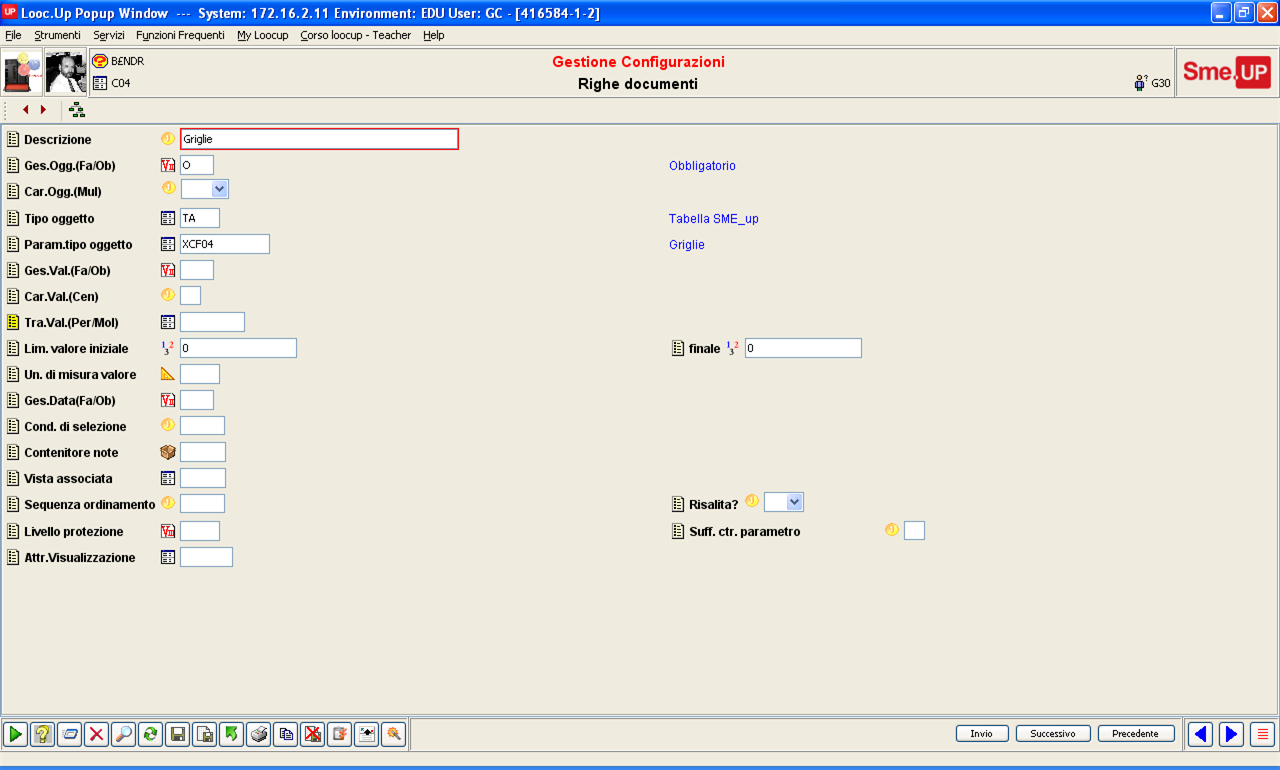 UP Looc.Up Popup Window --- System: 172.16.2.11 Environment: EDU User: GC - [416584-1-2]
File Strumenti Servizi Funzioni Frequenti My Loocup Corso loocup - Teacher Help
B£NDR
C04
Gestione Configurazioni
Righe documenti
G30
Sme.UP
Descrizione Griglie
Ges.Ogg.(Fa/Ob) O Obbligatorio
Car.Ogg.(Mul)
Tipo oggetto TA Tabella SME_up
Param.tipo oggetto XCF04 Griglie
Ges.Val.(Fa/Ob)
Car.Val.(Cen)
Tra.Val.(Per/Mol)
Lim. valore iniziale 0 finale 0
Un. di misura valore
Ges.Data(Fa/Ob)
Cond. di selezione
Contenitore note
Vista associata
Sequenza ordinamento Risalita?
Livello protezione Suff. ctr. parametro
Attr.Visualizzazione
Invio Successivo Precedente